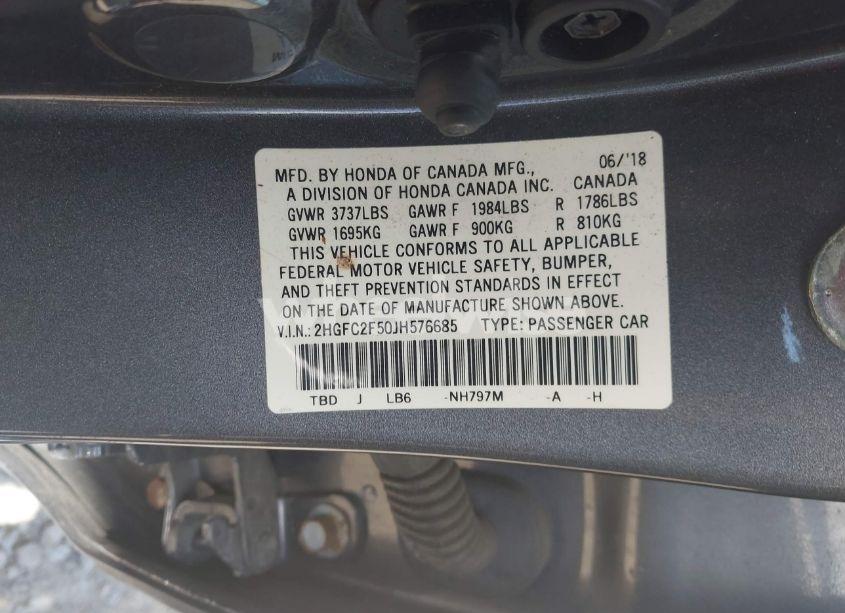 MFD. BY HONDA OF CANADA MFG., 06/'18
A DIVISION OF HONDA CANADA INC. CANADA
GVWR 3737LBS GAWR F 1984LBS R 1786LBS
GVWR 1695KG GAWR F 900KG R 810KG
THIS VEHICLE CONFORMS TO ALL APPLICABLE
FEDERAL MOTOR VEHICLE SAFETY, BUMPER,
AND THEFT PREVENTION STANDARDS IN EFFECT
ON THE DATE OF MANUFACTURE SHOWN ABOVE.
V.I.N.: 2HGFC2F50JH576685 TYPE: PASSENGER CAR
TBD J LB6 -NH797M -A -H